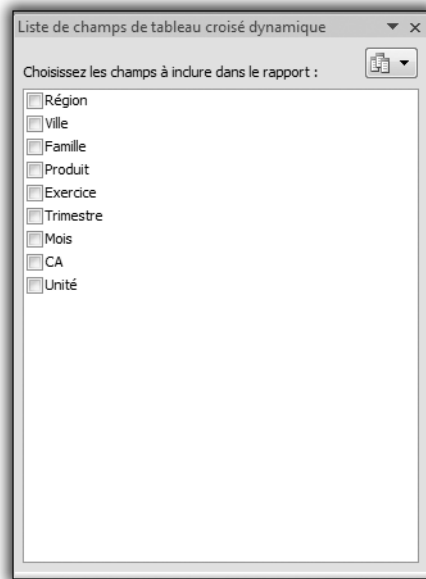 Liste de champs de tableau croisé dynamique
Choisissez les champs à inclure dans le rapport :
Région
Ville
Famille
Produit
Exercice
Trimestre
Mois
CA
Unité